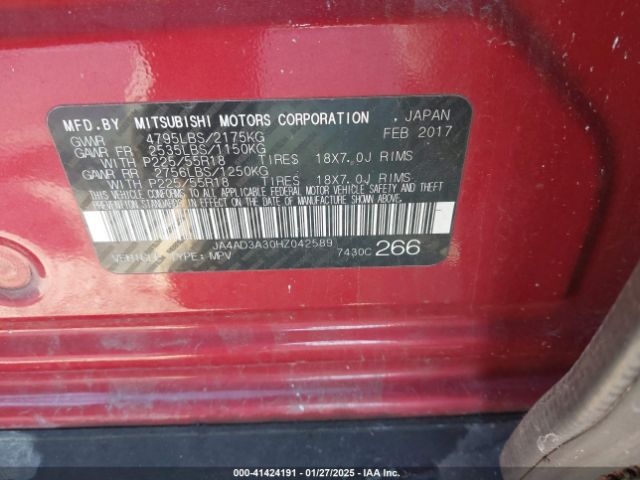 MFD.BY MITSUBISHI MOTORS CORPORATION , JAPAN
GVWR 4795LBS/2175KG FEB 2017
GAWR FR 2535LBS/1150KG
WITH P225/55R18 TIRES 18X7.0J RIMS
GAWR RR 2756LBS/1250KG
WITH P225/55R18 TIRES 18X7.0J RIMS
THIS VEHICLE CONFORMS TO ALL APPLICABLE FEDERAL MOTOR VEHICLE SAFETY AND THEFT
PREVENTION STANDARDS IN EFFECT ON THE DATE OF MANUFACTURE SHOWN ABOVE.
JA4AD3A30HZ042589
VEHICLE TYPE: MPV 7430C 266
000-41424191 - 01/27/2025 - IAA Inc.